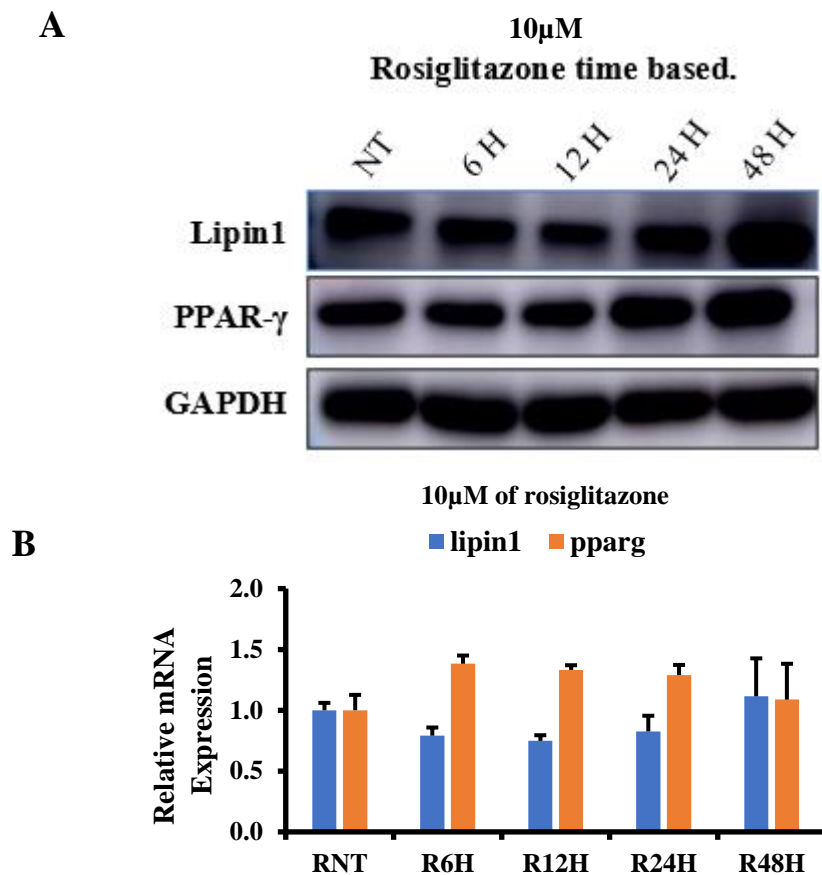 A
10µM
Rosiglitazone time based.
NT 6 H 12 H 24 H 48 H
Lipin1
PPAR-γ
GAPDH
10µM of rosiglitazone
B
lipin1 pparg
Relative mRNA
Expression
2.0
1.5
1.0
0.5
0.0
RNT R6H R12H R24H R48H